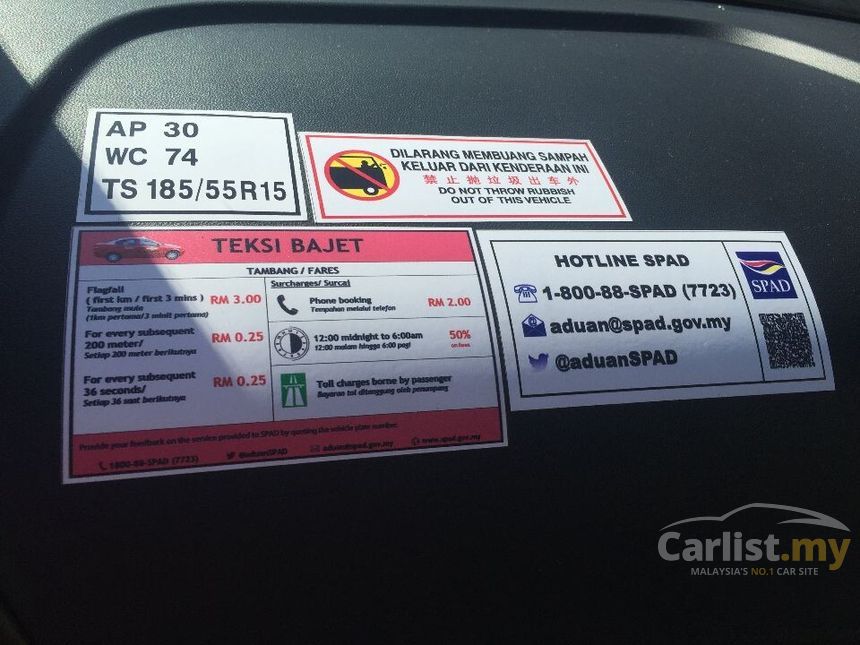 AP 30
WC 74
TS 185/55R15
DILARANG MEMBUANG SAMPAH
KELUAR DARI KENDERAAN INI
禁止抛垃圾出车外
DO NOT THROW RUBBISH
OUT OF THIS VEHICLE
TEKSI BAJET
TAMBANG / FARES
Flagfall
( first km / first 3 mins ) RM 3.00
Tambang mula
(1km pertama/3 minit pertama)
For every subsequent
200 meter/ RM 0.25
Setiap 200 meter berikutnya
For every subsequent
36 seconds/ RM 0.25
Setiap 36 saat berikutnya
Surcharges/ Surcaj
Phone booking RM 2.00
Tempahan melalui telefon
12:00 midnight to 6:00am 50%
12:00 malam hingga 6:00 pagi on fares
Toll charges borne by passenger
Bayaran tol ditanggung oleh penumpang
Provide your feedback on the service provided to SPAD by quoting the vehicle plate number.
1800-88-SPAD (7723) @aduanSPAD aduan@spad.gov.my www.spad.gov.my
HOTLINE SPAD
1-800-88-SPAD (7723)
aduan@spad.gov.my
@aduanSPAD
SPAD
Carlist.my
MALAYSIA'S NO.1 CAR SITE